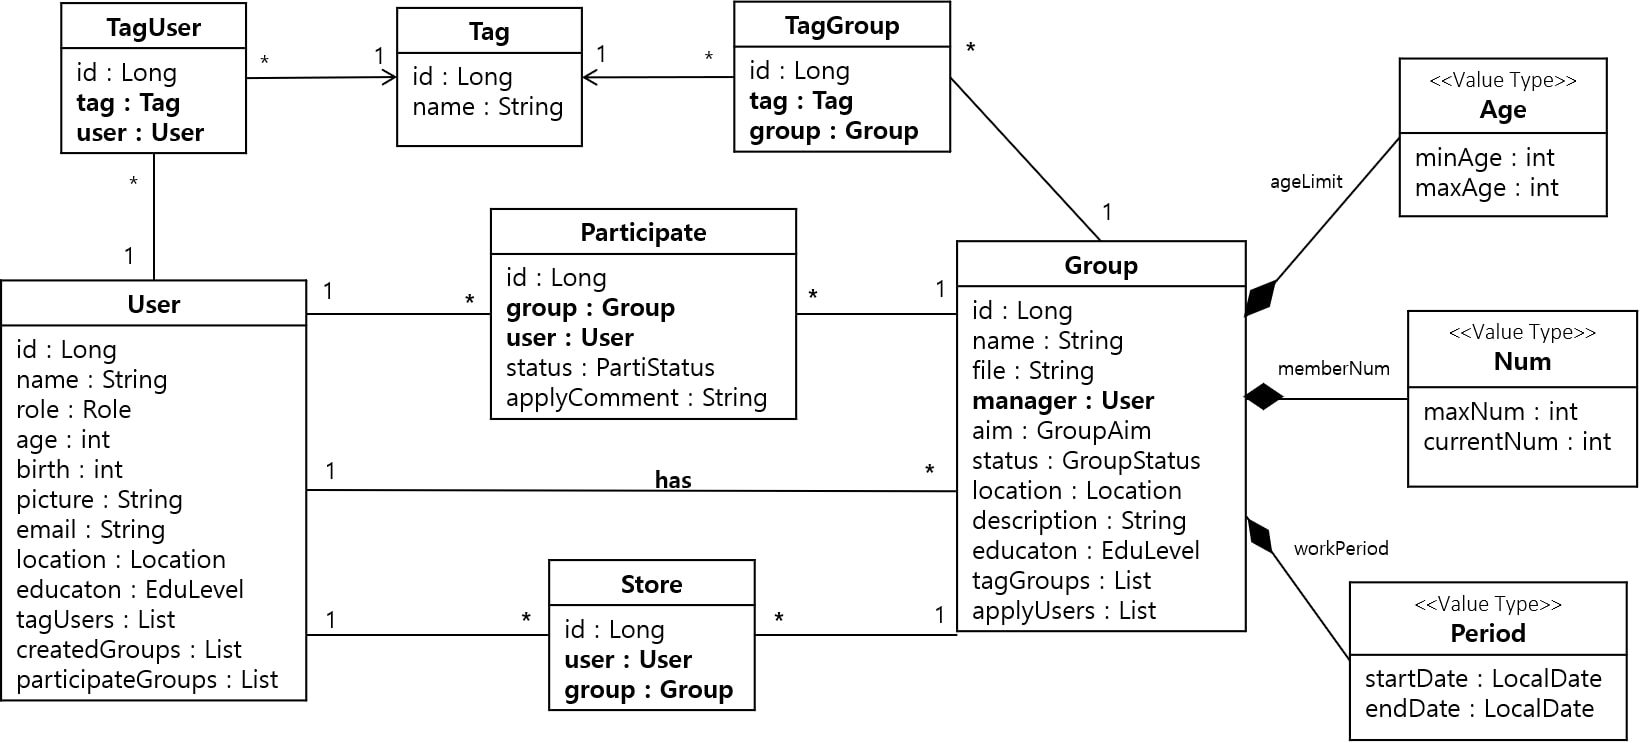 TagUser
id : Long
tag : Tag
user : User
*
1
Tag
id : Long
name : String
1
*
TagGroup
id : Long
tag : Tag
group : Group
*
1
*
1
<<Value Type>>
Age
minAge : int
maxAge : int
ageLimit
User
id : Long
name : String
role : Role
age : int
birth : int
picture : String
email : String
location : Location
educaton : EduLevel
tagUsers : List
createdGroups : List
participateGroups : List
1
*
Participate
id : Long
group : Group
user : User
status : PartiStatus
applyComment : String
*
1
1
has
*
1
*
Store
id : Long
user : User
group : Group
*
1
Group
id : Long
name : String
file : String
manager : User
aim : GroupAim
status : GroupStatus
location : Location
description : String
educaton : EduLevel
tagGroups : List
applyUsers : List
memberNum
<<Value Type>>
Num
maxNum : int
currentNum : int
workPeriod
<<Value Type>>
Period
startDate : LocalDate
endDate : LocalDate